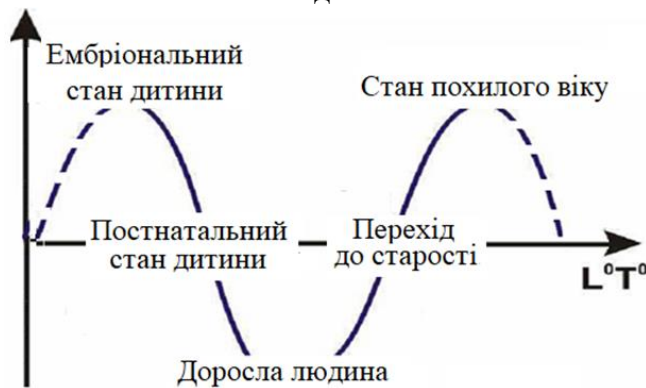 Ембріональний
стан дитини
Стан похилого віку
Постнатальний
стан дитини
Перехід
до старості
L⁰T⁰
Доросла людина